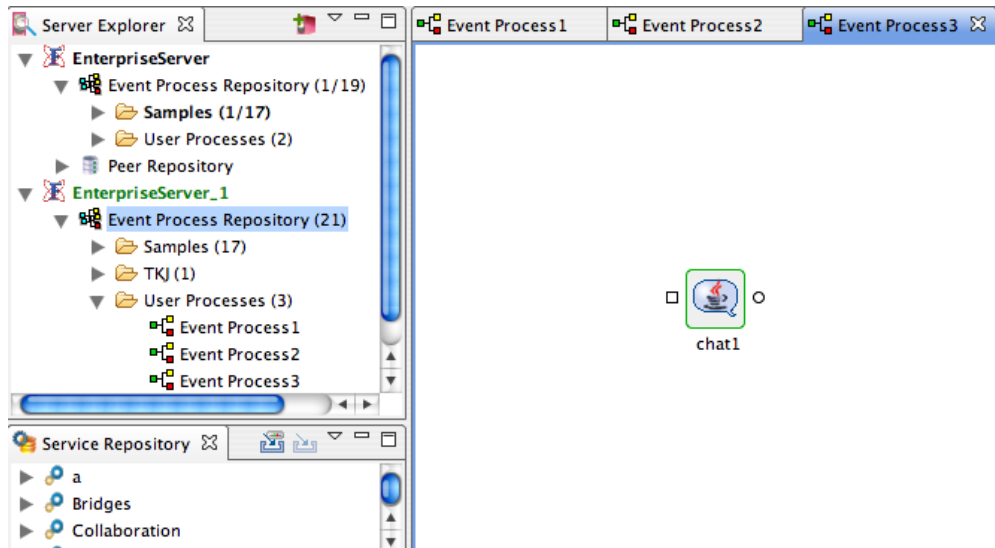 Server Explorer
EnterpriseServer
Event Process Repository (1/19)
Samples (1/17)
User Processes (2)
Peer Repository
EnterpriseServer_1
Event Process Repository (21)
Samples (17)
TKJ (1)
User Processes (3)
Event Process1
Event Process2
Event Process3
Service Repository
a
Bridges
Collaboration
Event Process1
Event Process2
Event Process3
chat1